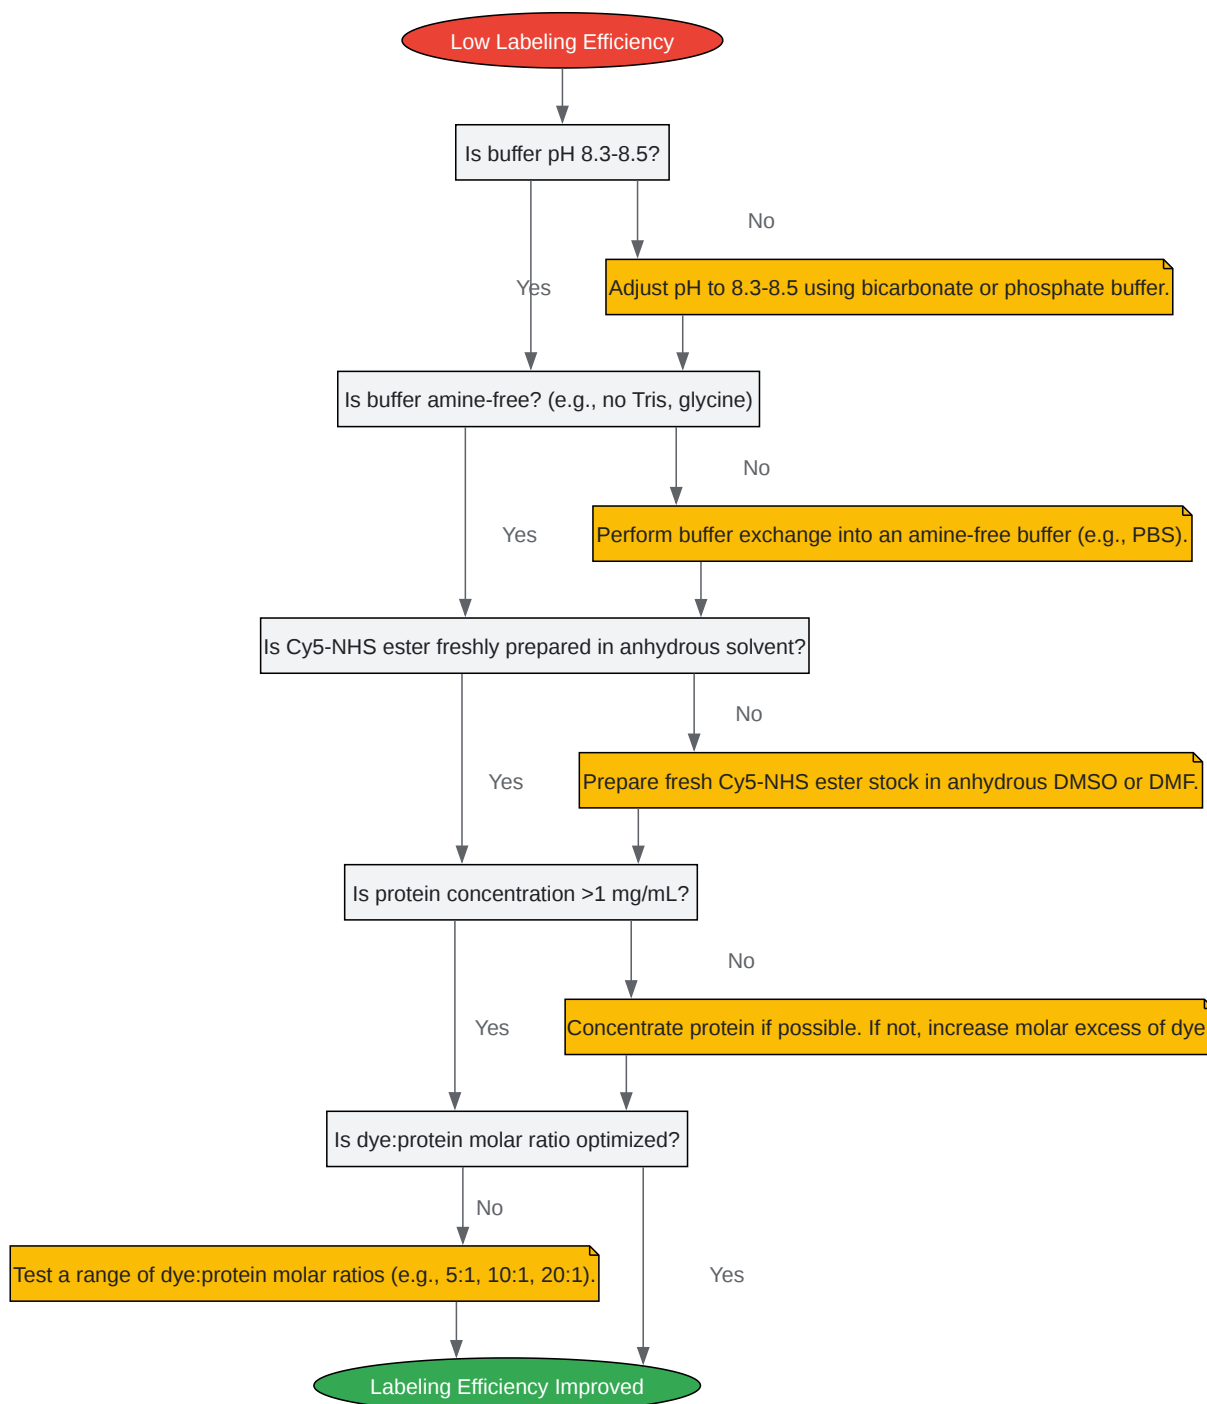 Low Labeling Efficiency
Is buffer pH 8.3-8.5?
No
Yes
Adjust pH to 8.3-8.5 using bicarbonate or phosphate buffer.
Is buffer amine-free? (e.g., no Tris, glycine)
No
Yes
Perform buffer exchange into an amine-free buffer (e.g., PBS).
Is Cy5-NHS ester freshly prepared in anhydrous solvent?
No
Yes
Prepare fresh Cy5-NHS ester stock in anhydrous DMSO or DMF.
Is protein concentration >1 mg/mL?
No
Yes
Concentrate protein if possible. If not, increase molar excess of dye
Is dye:protein molar ratio optimized?
No
Test a range of dye:protein molar ratios (e.g., 5:1, 10:1, 20:1).
Yes
Labeling Efficiency Improved